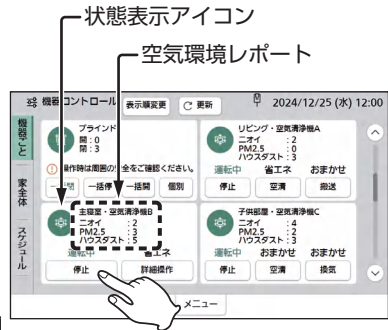 状態表示アイコン
空気環境レポート
機器コントロール 表示順変更 更新 2024/12/25 (水) 12:00
機器ごと
家全体
スケジュール
ブラインド
開：0
閉：3
操作時は周囲の安全をご確認ください。
一括停止 一括開 個別
リビング・空気清浄機A
ニオイ：2
PM2.5：0
ハウスダスト：2
運転中 省エネ おまかせ
停止 空清 搬送
主寝室・空気清浄機B
ニオイ：2
PM2.5：3
ハウスダスト：5
運転中 省エネ
停止 詳細操作
子供部屋・空気清浄機C
ニオイ：4
PM2.5：2
ハウスダスト：3
運転中 おまかせ おまかせ
停止 空清 換気
メニュー